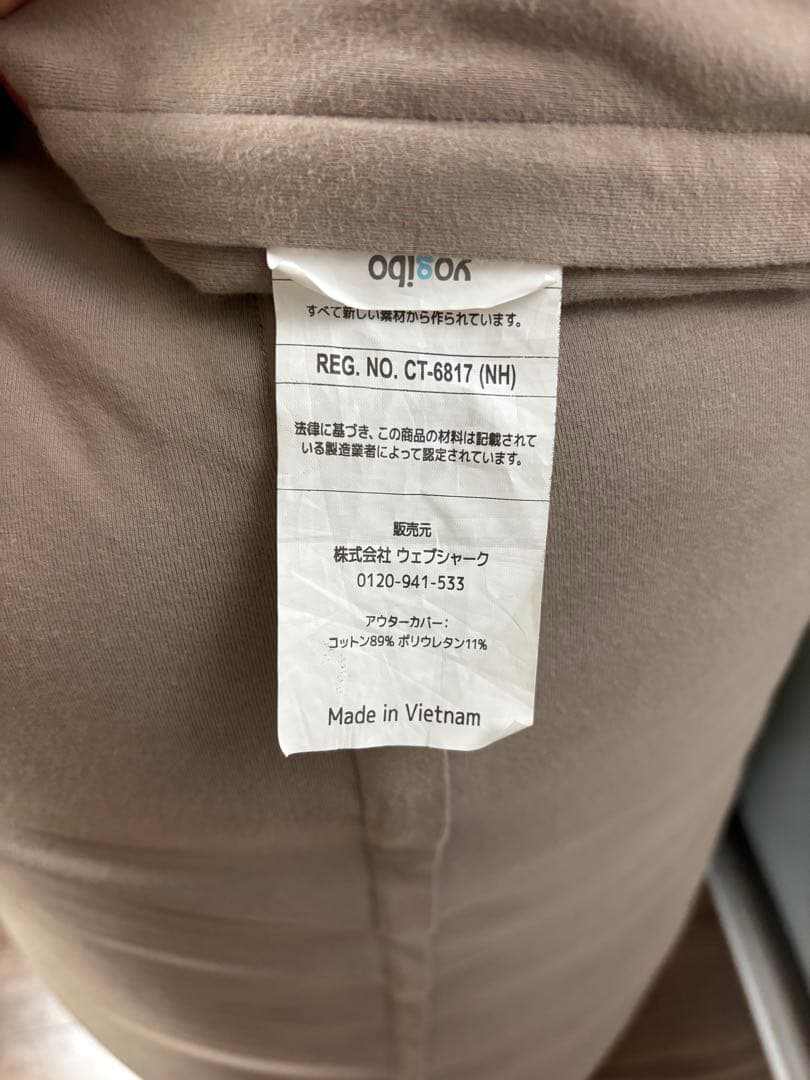 yogibo
すべて新しい素材から作られています。
REG. NO. CT-6817 (NH)
法律に基づき、この商品の材料は記載されて
いる製造業者によって認定されています。
販売元
株式会社 ウェブシャーク
0120-941-533
アウターカバー:
コットン89% ポリウレタン11%
Made in Vietnam